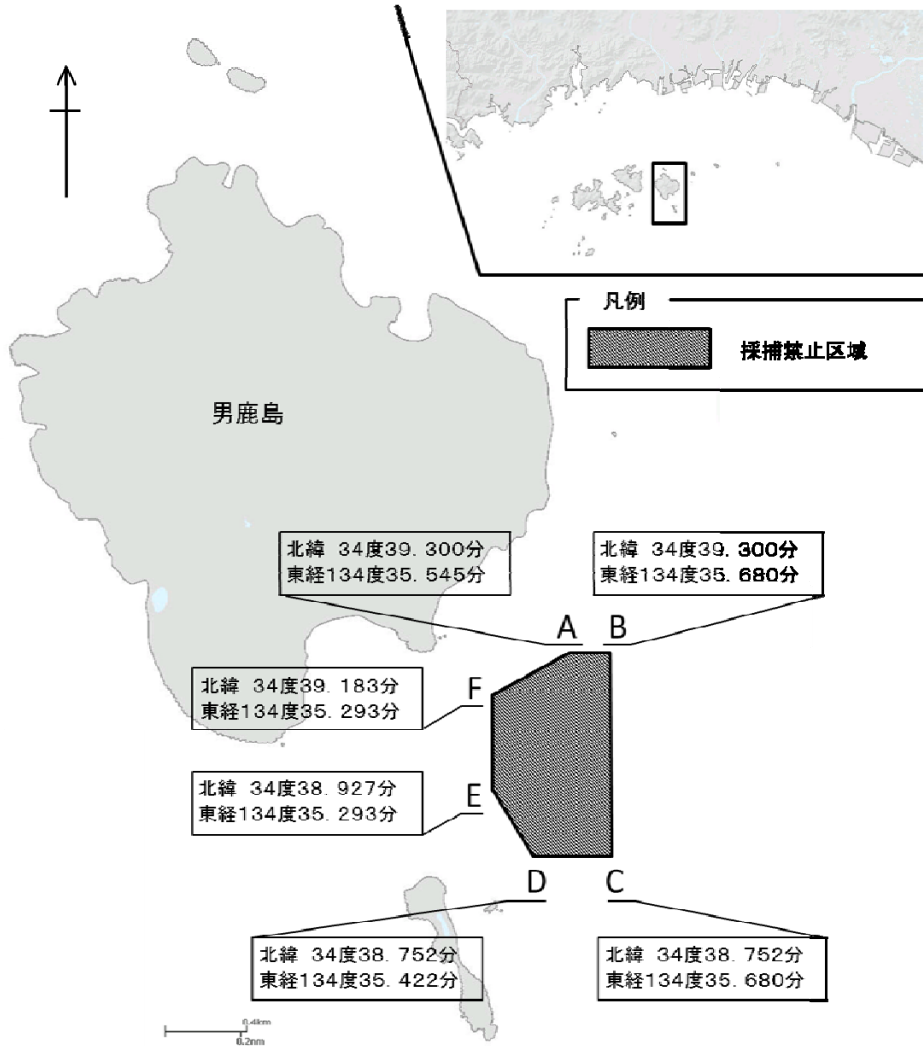 凡例
採捕禁止区域
男鹿島
北緯 34度39.300分
東経134度35.545分
北緯 34度39.300分
東経134度35.680分
A
B
北緯 34度39.183分
東経134度35.293分
F
北緯 34度38.927分
東経134度35.293分
E
D
C
北緯 34度38.752分
東経134度35.422分
北緯 34度38.752分
東経134度35.680分
0.4km
0.2nm